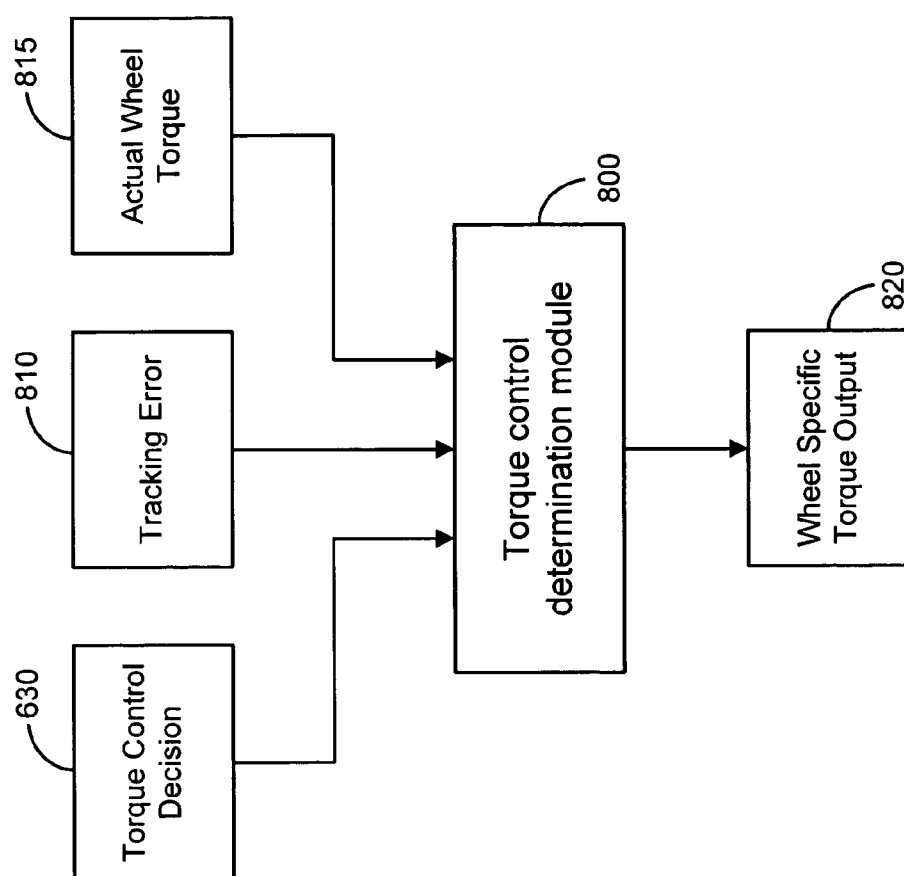 630
Torque Control
Decision
810
Tracking Error
815
Actual Wheel
Torque
800
Torque control
determination module
820
Wheel Specific
Torque Output